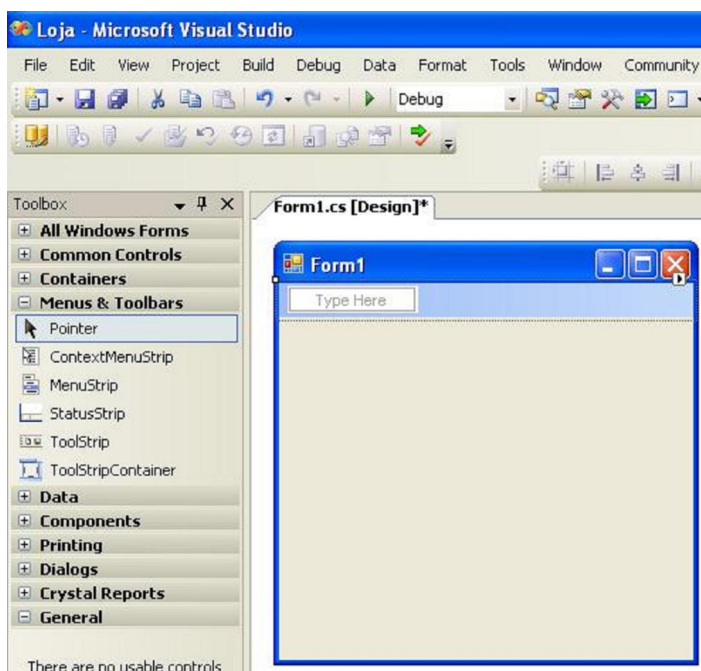 Loja - Microsoft Visual Studio
File Edit View Project Build Debug Data Format Tools Window Community
Debug
Toolbox
Form1.cs [Design]*
All Windows Forms
Common Controls
Containers
Menus & Toolbars
Pointer
ContextMenuStrip
MenuStrip
StatusStrip
ToolStrip
ToolStripContainer
Data
Components
Printing
Dialogs
Crystal Reports
General
There are no usable controls
Form1
Type Here